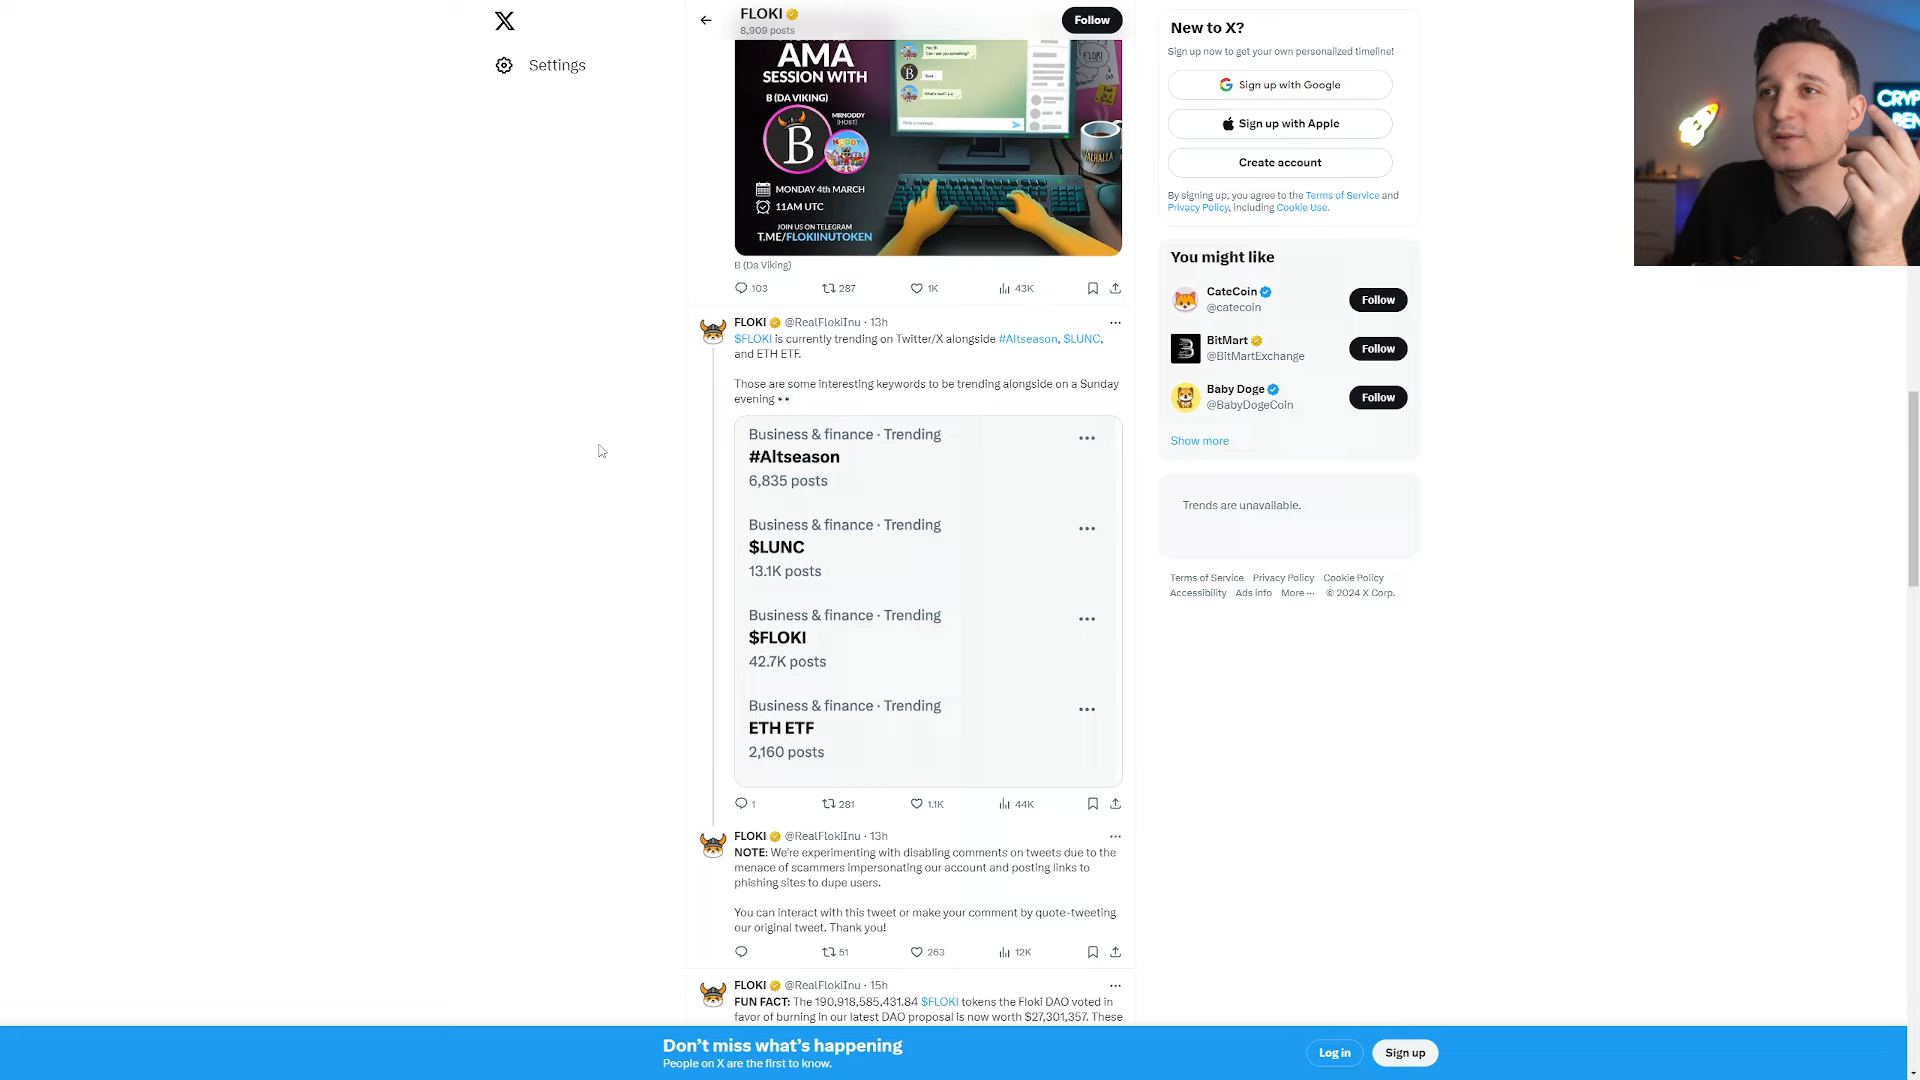 Settings
FLOKI
8,909 posts
Follow
AMA
SESSION WITH
B (DA VIKING)
MRNODDY
(HOST)
B
NODDY
MONDAY 4TH MARCH
11AM UTC
JOIN US ON TELEGRAM
T.ME/FLOKIINUTOKEN
VALHALLA
FLOKI
B (Da Viking)
103 287 1K 43K
FLOKI @RealFlokiInu · 13h
$FLOKI is currently trending on Twitter/X alongside #Altseason, $LUNC,
and ETH ETF.
Those are some interesting keywords to be trending alongside on a Sunday
evening 👀
Business & finance · Trending
#Altseason
6,835 posts
Business & finance · Trending
$LUNC
13.1K posts
Business & finance · Trending
$FLOKI
42.7K posts
Business & finance · Trending
ETH ETF
2,160 posts
1 281 1.1K 44K
FLOKI @RealFlokiInu · 13h
NOTE: We're experimenting with disabling comments on tweets due to the
menace of scammers impersonating our account and posting links to
phishing sites to dupe users.
You can interact with this tweet or make your comment by quote-tweeting
our original tweet. Thank you!
51 263 12K
FLOKI @RealFlokiInu · 15h
FUN FACT: The 190,918,585,431.84 $FLOKI tokens the Floki DAO voted in
favor of burning in our latest DAO proposal is now worth $27,301,357. These
New to X?
Sign up now to get your own personalized timeline!
Sign up with Google
Sign up with Apple
Create account
By signing up, you agree to the Terms of Service and
Privacy Policy, including Cookie Use.
You might like
CateCoin
@catecoin
Follow
BitMart
@BitMartExchange
Follow
Baby Doge
@BabyDogeCoin
Follow
Show more
Trends are unavailable.
Terms of Service Privacy Policy Cookie Policy
Accessibility Ads info More ··· © 2024 X Corp.
CRYP
BEN
Don't miss what's happening
People on X are the first to know.
Log in
Sign up